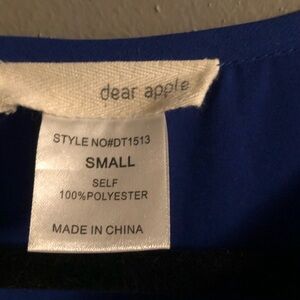 dear apple
STYLE NO#DT1513
SMALL
SELF
100%POLYESTER
MADE IN CHINA